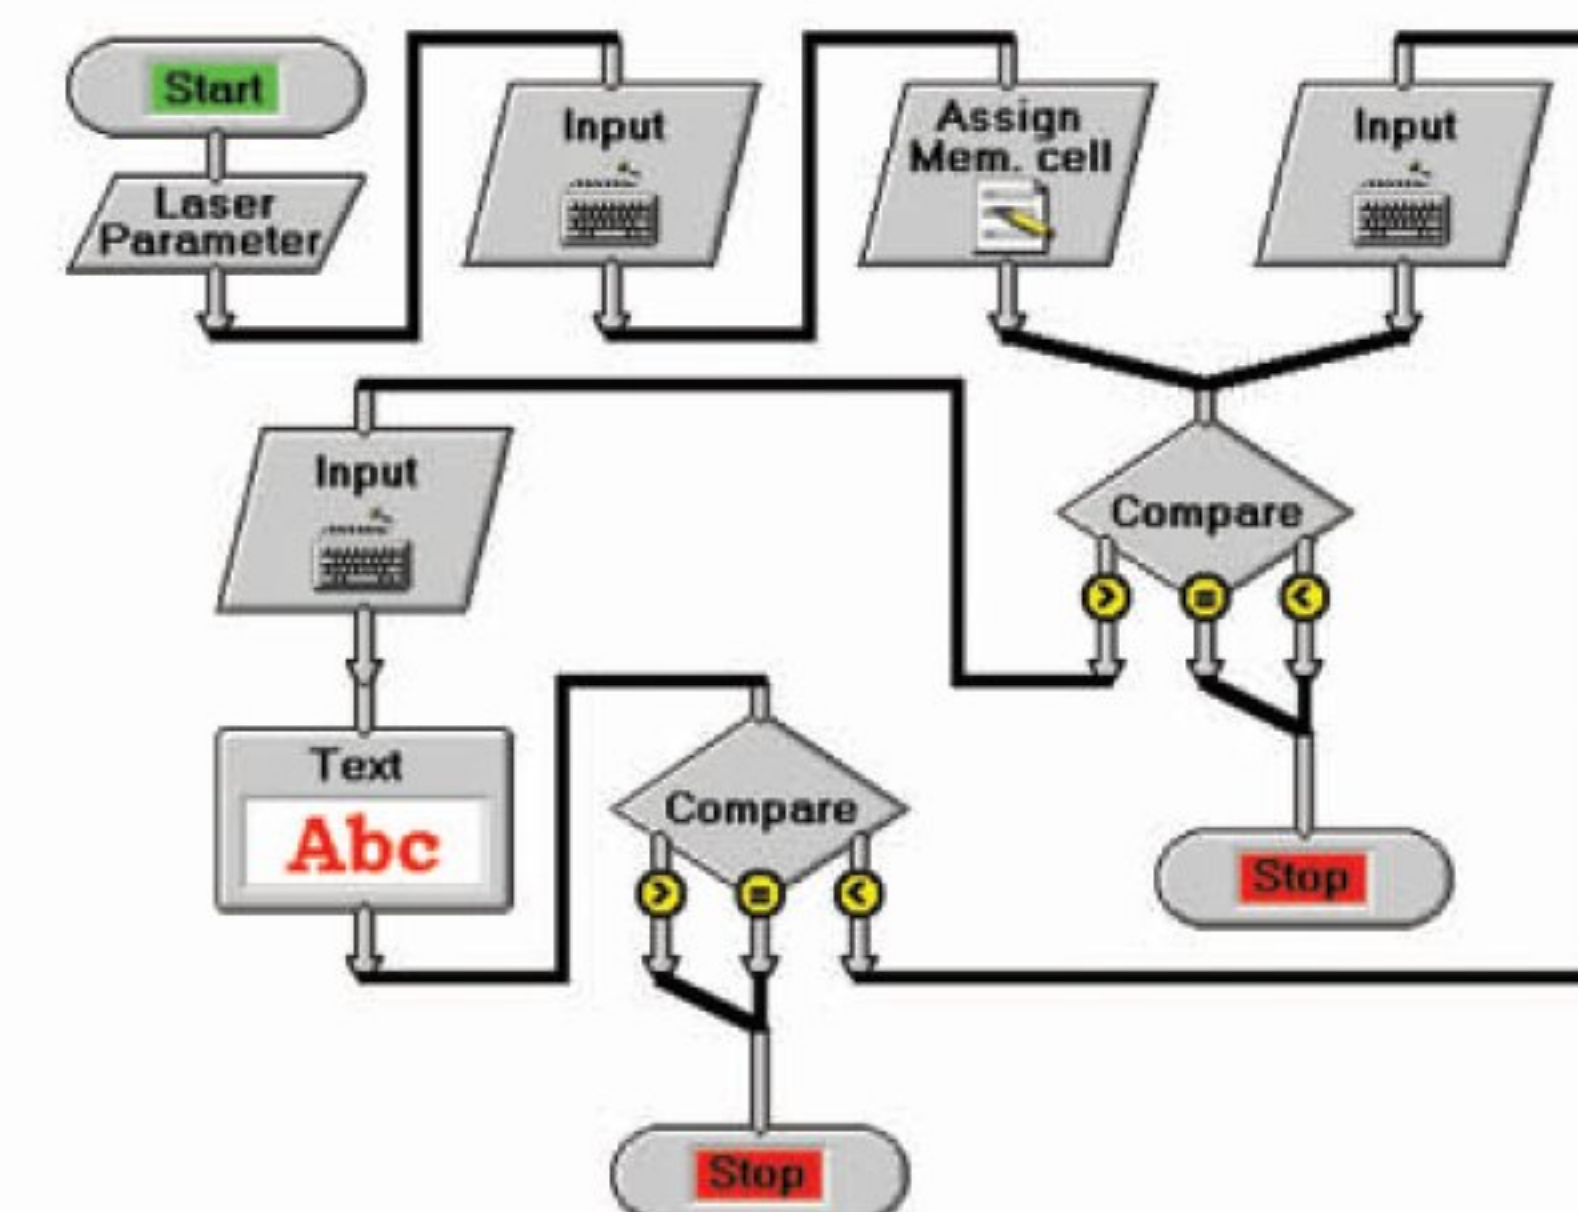 Start
Laser
Parameter
Input
Assign
Mem. cell
Input
Input
Compare
>
=
<
Text
Abc
Compare
>
=
<
Stop
Stop